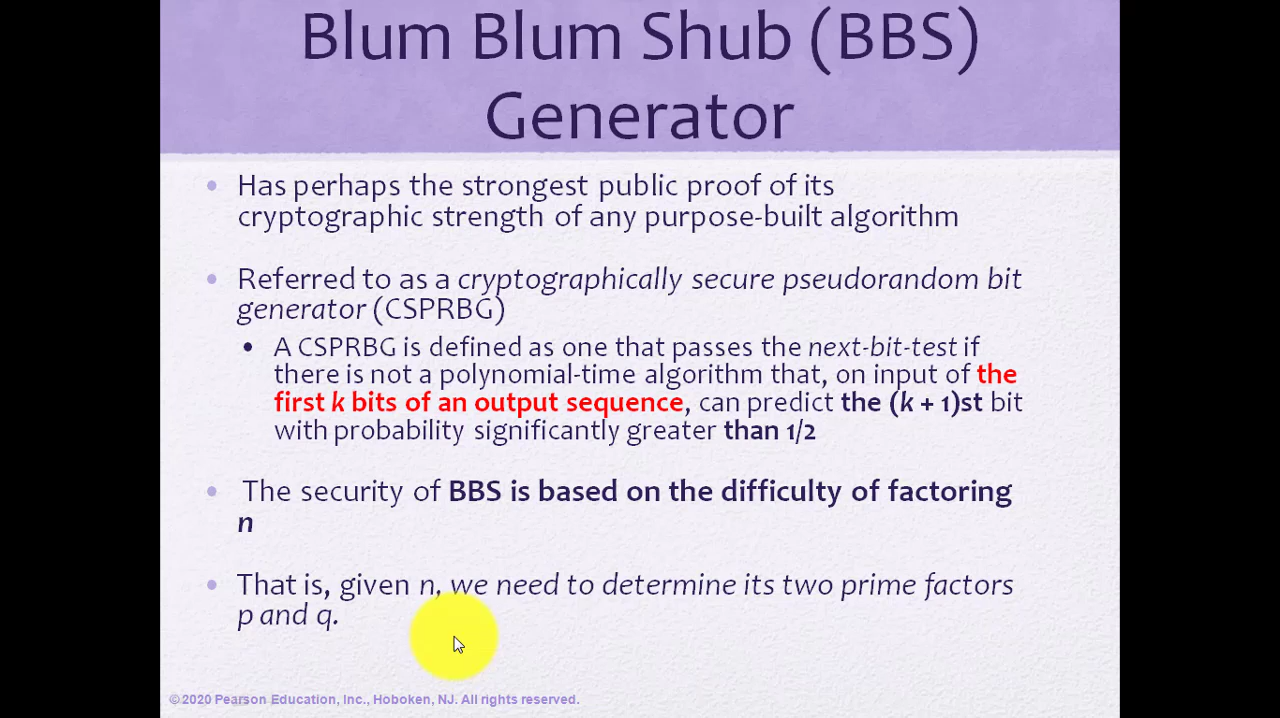 Blum Blum Shub (BBS)
Generator
• Has perhaps the strongest public proof of its
cryptographic strength of any purpose-built algorithm
• Referred to as a cryptographically secure pseudorandom bit
generator (CSPRBG)
• A CSPRBG is defined as one that passes the next-bit-test if
there is not a polynomial-time algorithm that, on input of the
first k bits of an output sequence, can predict the (k + 1)st bit
with probability significantly greater than 1/2
• The security of BBS is based on the difficulty of factoring
n
• That is, given n, we need to determine its two prime factors
p and q.
©2020 Pearson Education, Inc., Hoboken, NJ. All rights reserved.